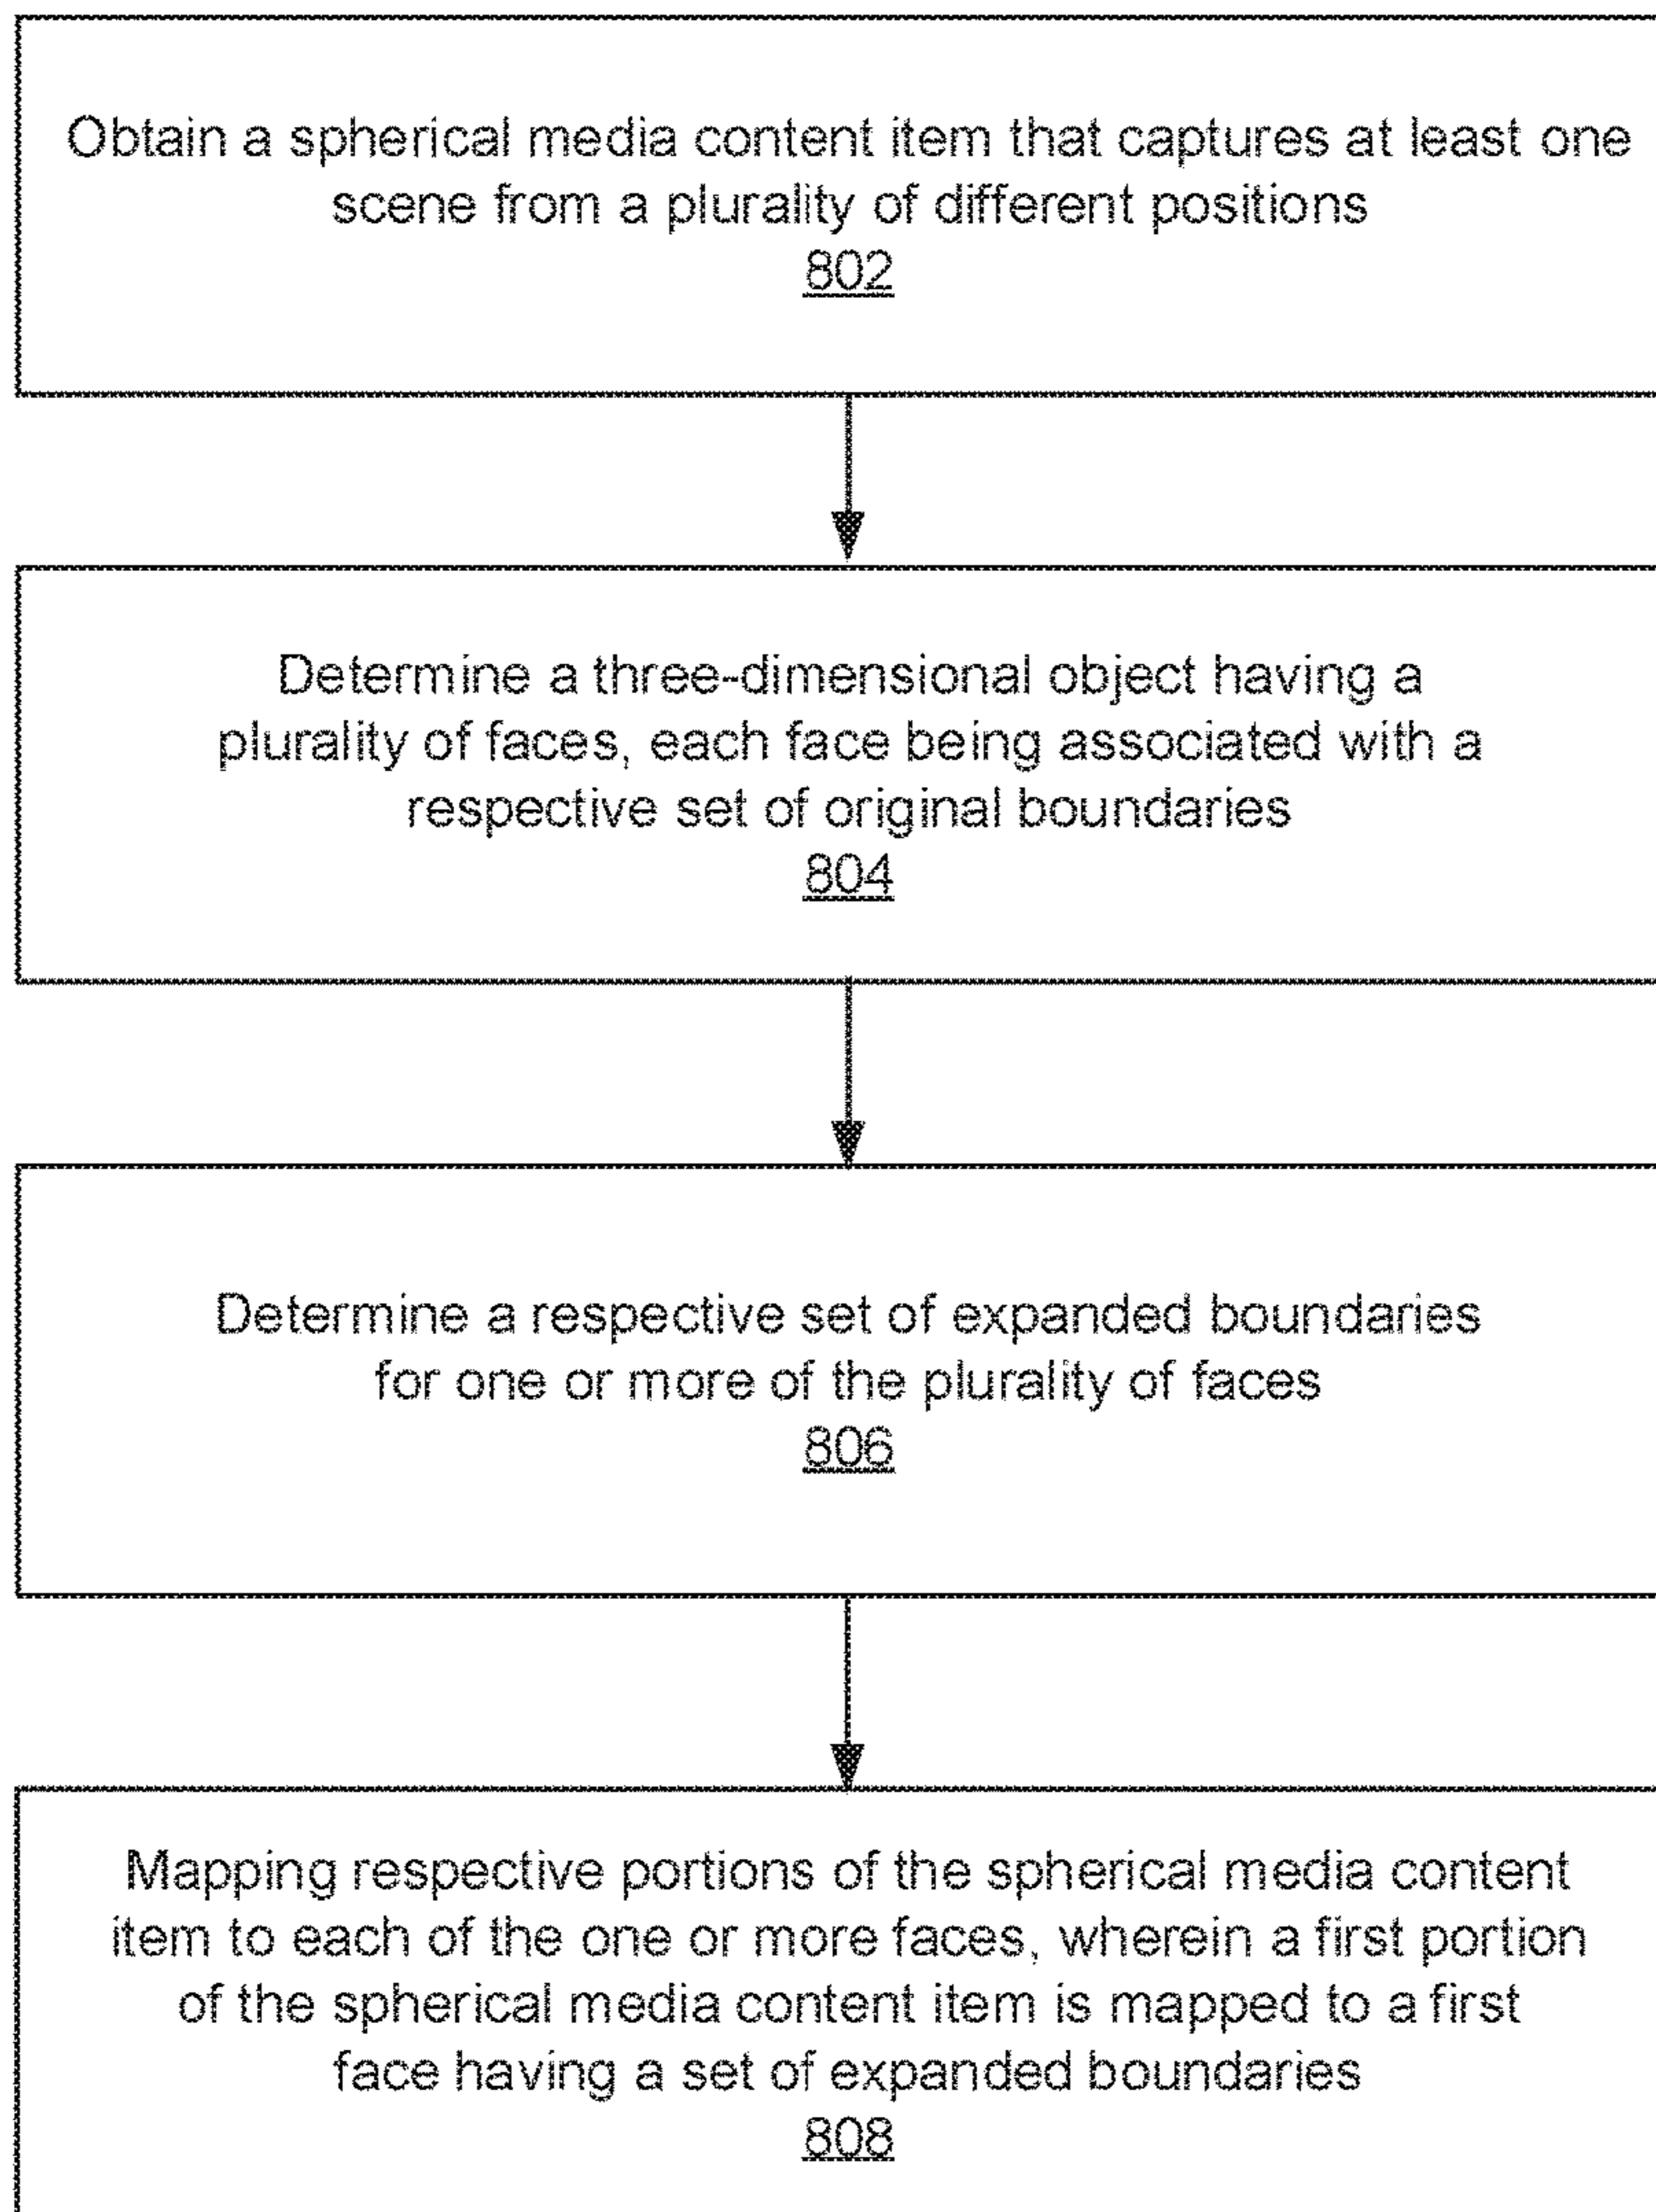 Obtain a spherical media content item that captures at least one
scene from a plurality of different positions
802
Determine a three-dimensional object having a
plurality of faces, each face being associated with a
respective set of original boundaries
804
Determine a respective set of expanded boundaries
for one or more of the plurality of faces
806
Mapping respective portions of the spherical media content
item to each of the one or more faces, wherein a first portion
of the spherical media content item is mapped to a first
face having a set of expanded boundaries
808